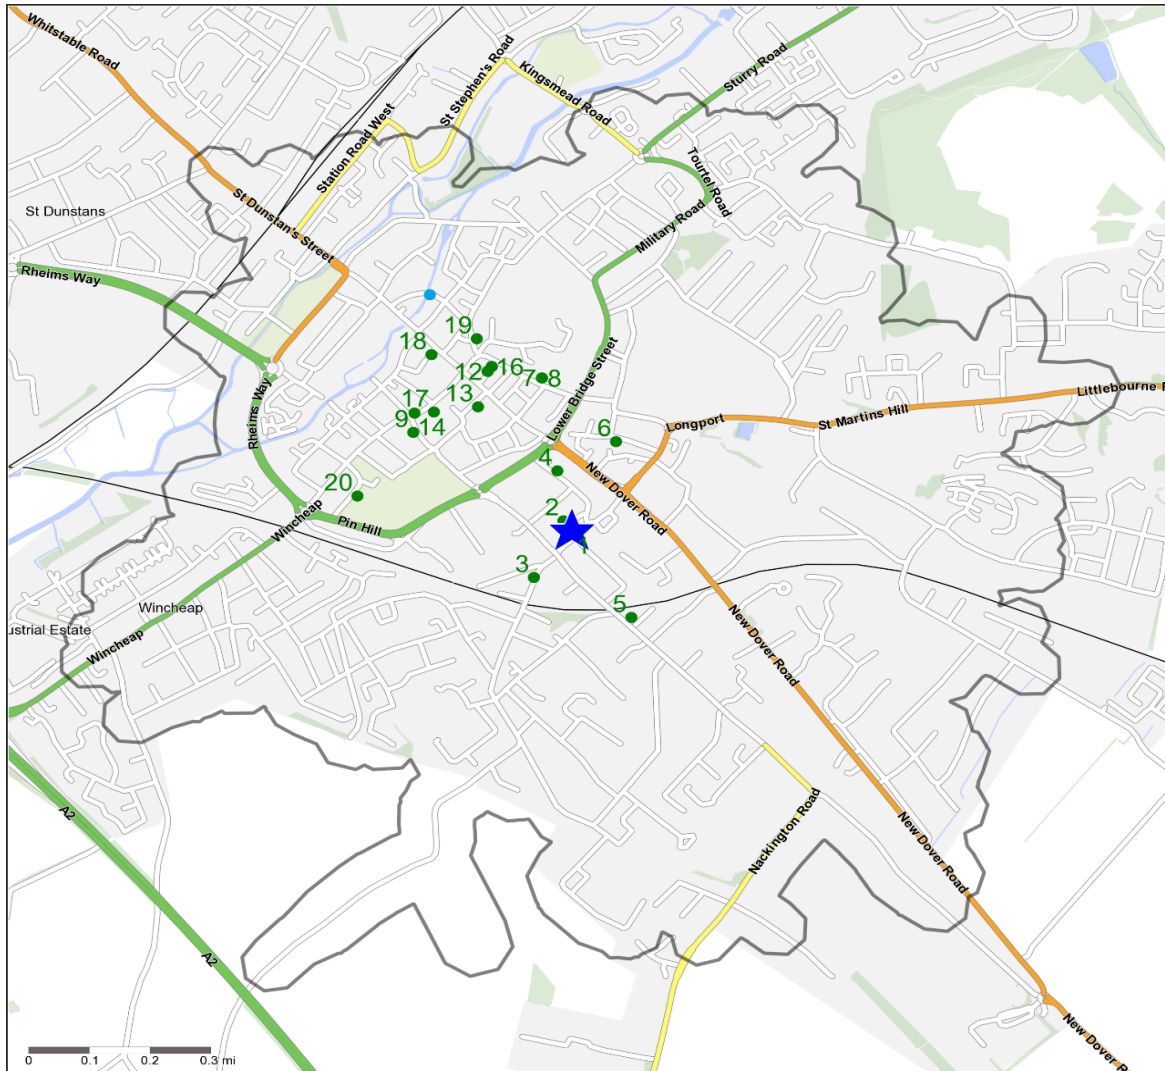 Whitstable Road
St Stephen's Road
Kingsmead Road
Sturry Road
Station Road West
Tourtel Road
St Dunstans
St Dunstan's Street
Military Road
Rheims Way
19
18
16
12
7
8
Lower Bridge Street
Rheims Way
17
13
9
14
Longport
St Martins Hill
Littlebourne R
6
4
New Dover Road
20
Pin Hill
Wincheap
2
1
3
5
Wincheap
ustrial Estate
Wincheap
New Dover Road
A2
Nackington Road
New Dover Road
A2
New Dover R
0
0.1
0.2
0.3 mi